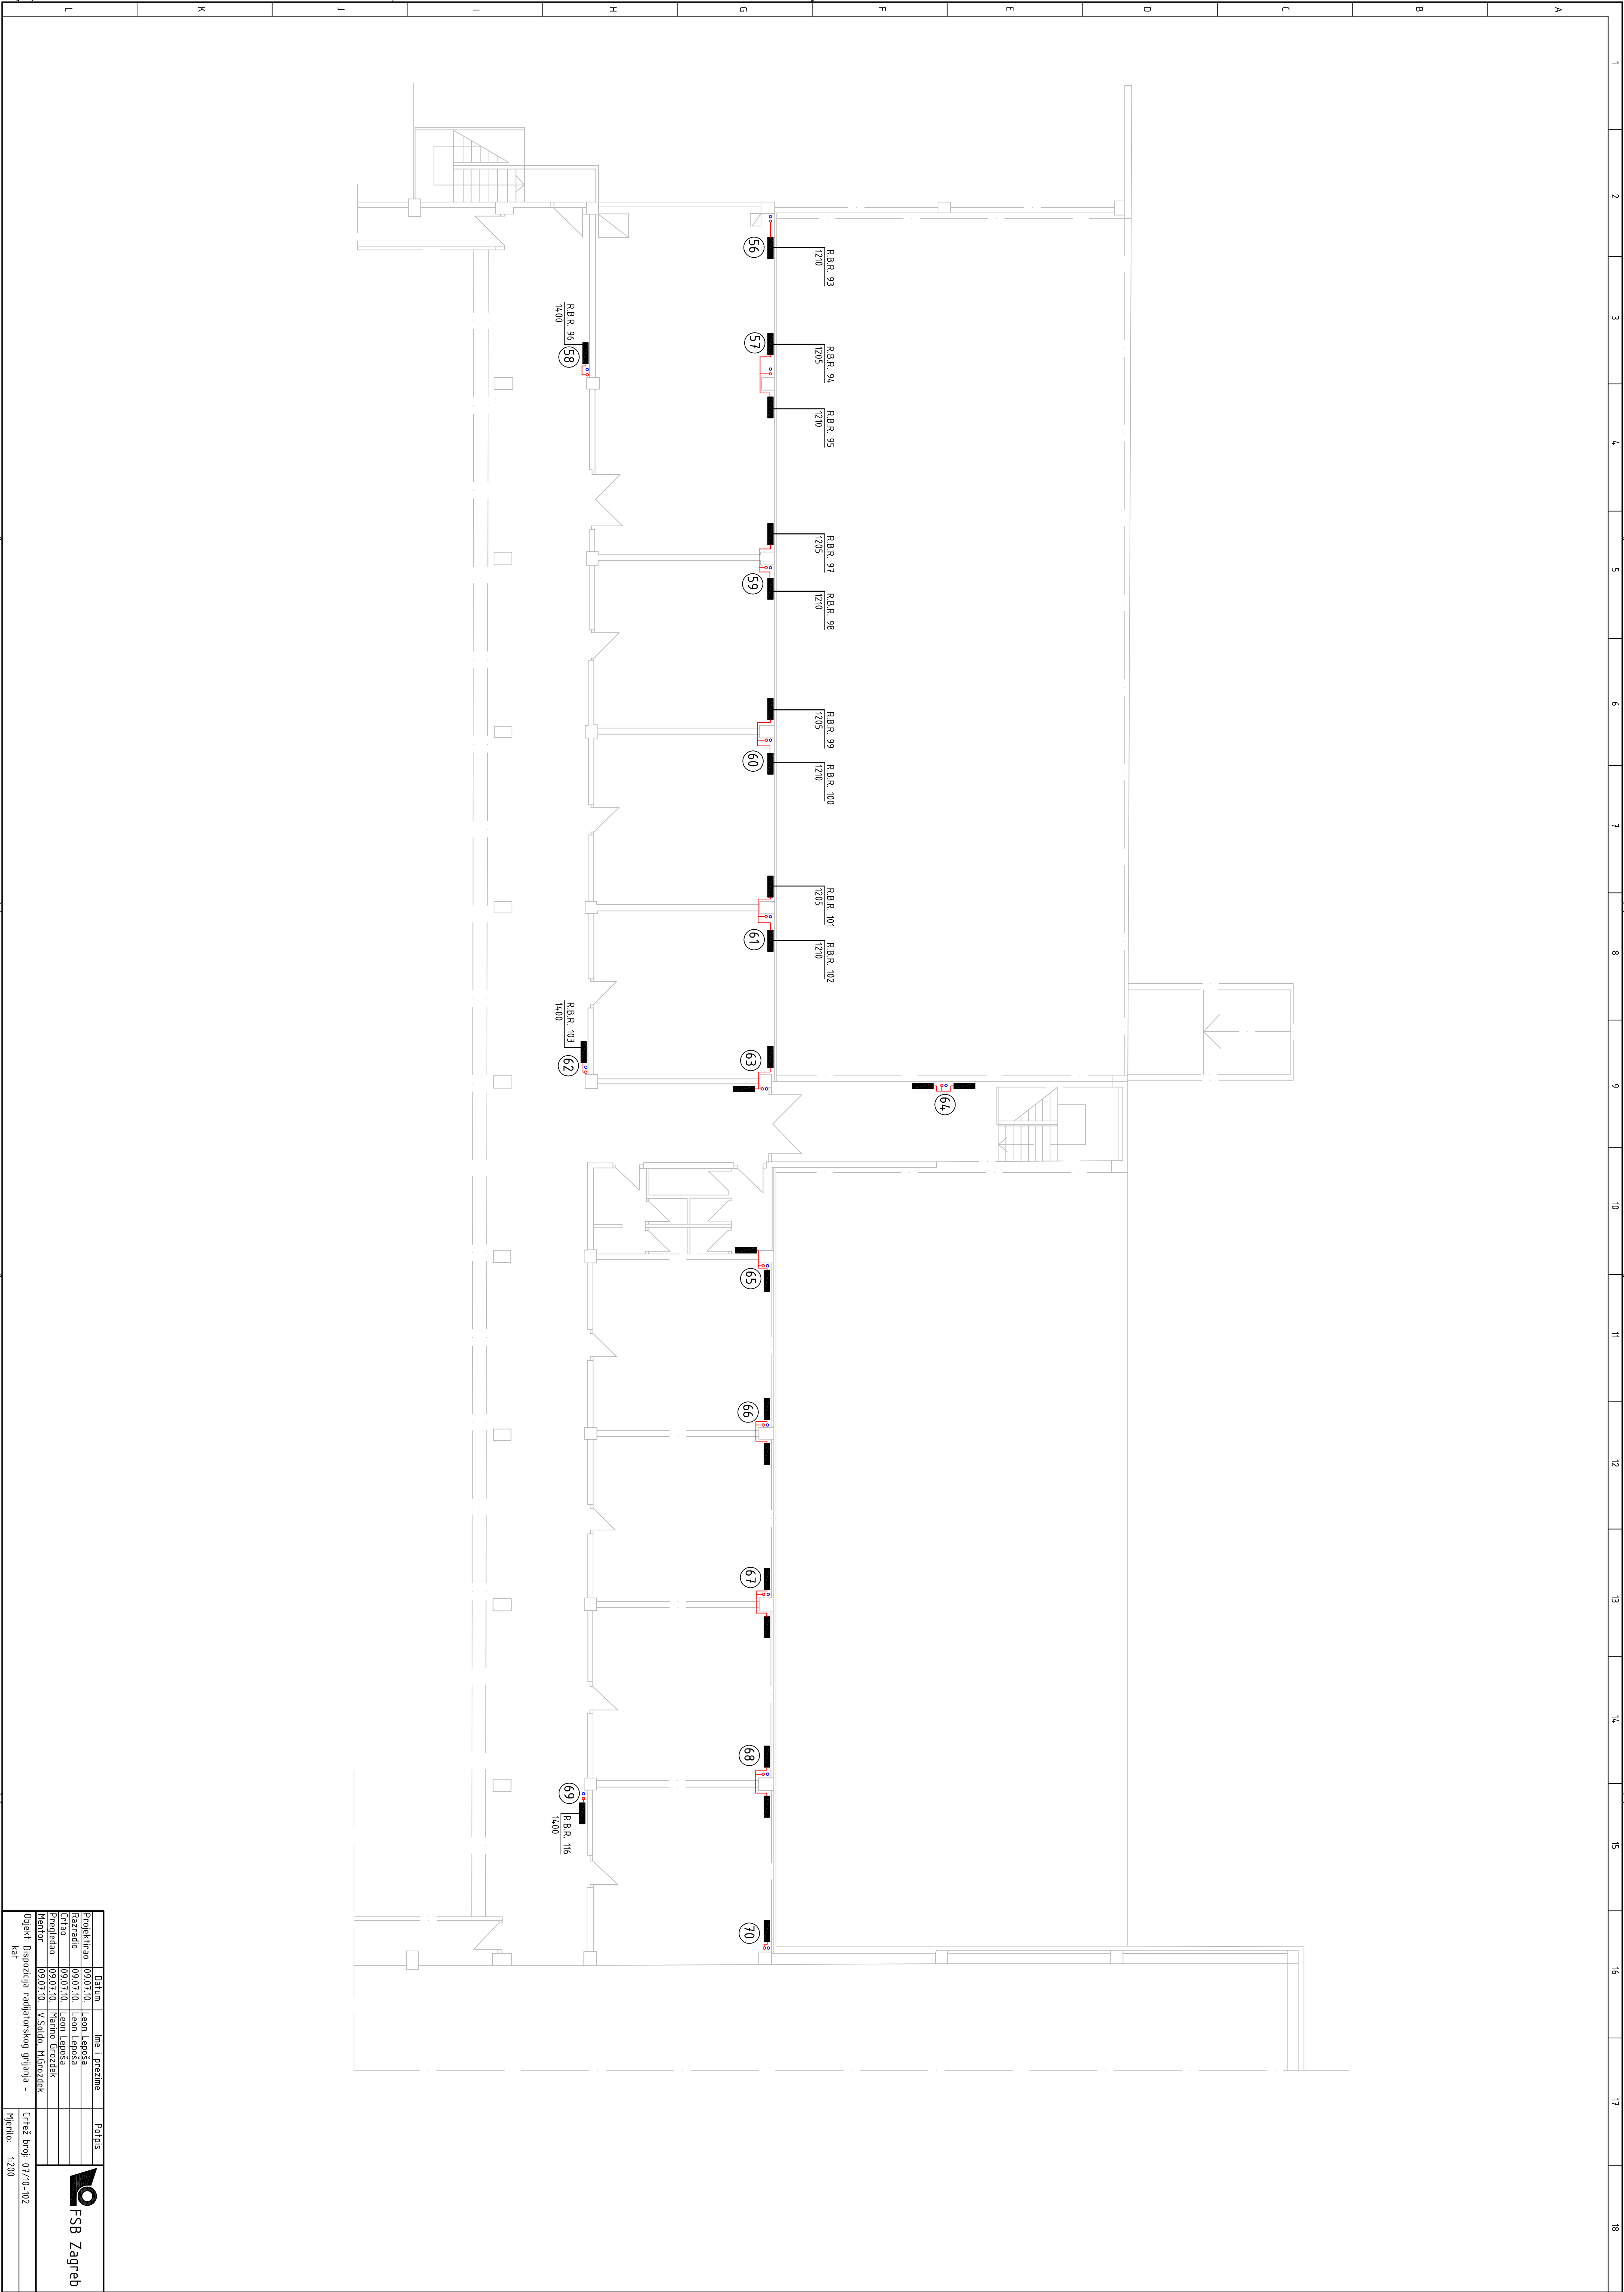 L
K
J
I
H
G
F
E
D
C
B
A
1
2
3
4
5
6
7
8
9
10
11
12
13
14
15
16
17
18
R.B.R. 93
1210
56
R.B.R. 94
1205
57
R.B.R. 95
1210
R.B.R. 96
1400
58
R.B.R. 97
1205
59
R.B.R. 98
1210
R.B.R. 99
1205
60
R.B.R. 100
1210
R.B.R. 101
1205
61
R.B.R. 102
1210
R.B.R. 103
1400
62
63
64
65
66
67
68
69
R.B.R. 116
1400
70
Datum Ime i prezime Potpis
Projektirao 09.07.10. Leon Lepoša
Razradio 09.07.10. Leon Lepoša
Crtao 09.07.10. Leon Lepoša
Pregledao 09.07.10. Marino Grozdek
Mentor 09.07.10. V.Soldo, M.Grozdek
FSB Zagreb
Objekt: Dispozicija radijatorskog grijanja -
kat
Crtež broj: 07/10-102
Mjerilo: 1:200